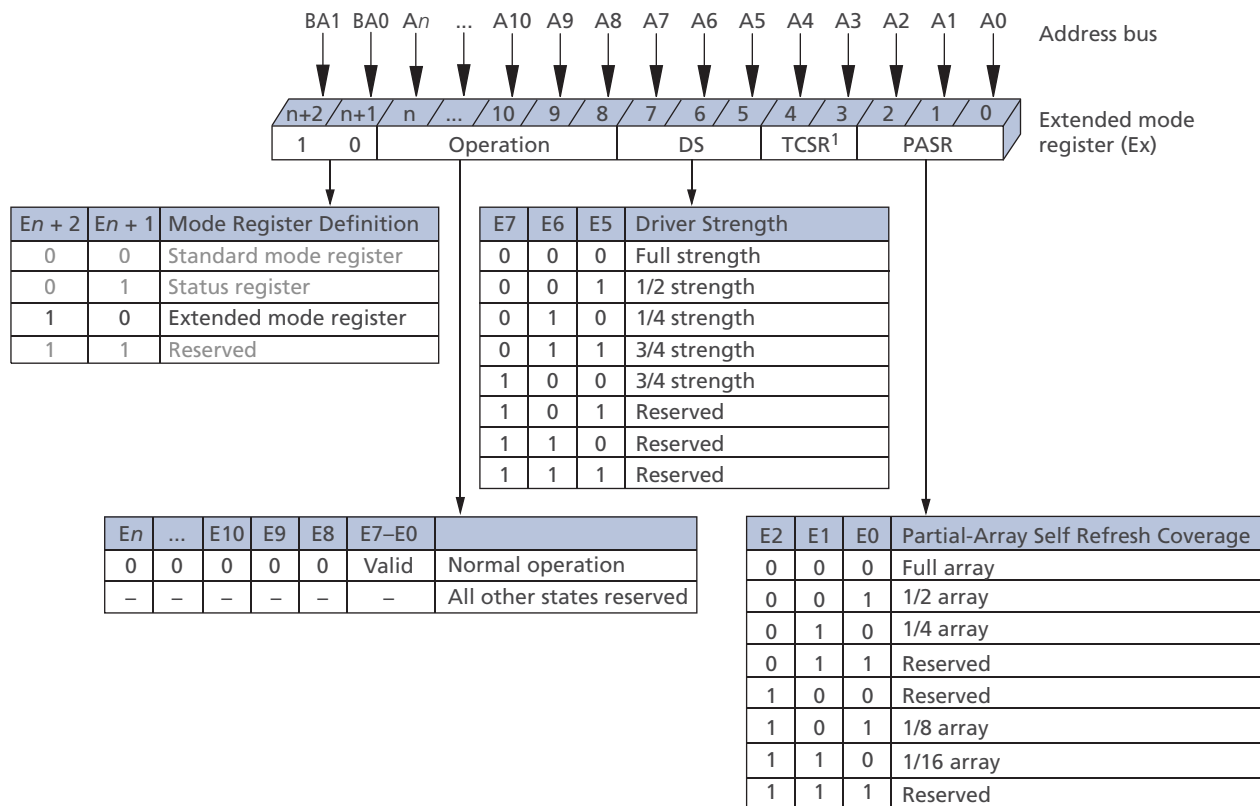 BA1 BA0 An ... A10 A9 A8 A7 A6 A5 A4 A3 A2 A1 A0 Address bus
n+2 n+1 n ... 10 9 8 7 6 5 4 3 2 1 0
Extended mode
register (Ex)
1 0 Operation DS TCSR¹ PASR
En + 2 En + 1 Mode Register Definition
0 0 Standard mode register
0 1 Status register
1 0 Extended mode register
1 1 Reserved
E7 E6 E5 Driver Strength
0 0 0 Full strength
0 0 1 1/2 strength
0 1 0 1/4 strength
0 1 1 3/4 strength
1 0 0 3/4 strength
1 0 1 Reserved
1 1 0 Reserved
1 1 1 Reserved
En ... E10 E9 E8 E7–E0
0 0 0 0 0 Valid Normal operation
– – – – – – All other states reserved
E2 E1 E0 Partial-Array Self Refresh Coverage
0 0 0 Full array
0 0 1 1/2 array
0 1 0 1/4 array
0 1 1 Reserved
1 0 0 Reserved
1 0 1 1/8 array
1 1 0 1/16 array
1 1 1 Reserved